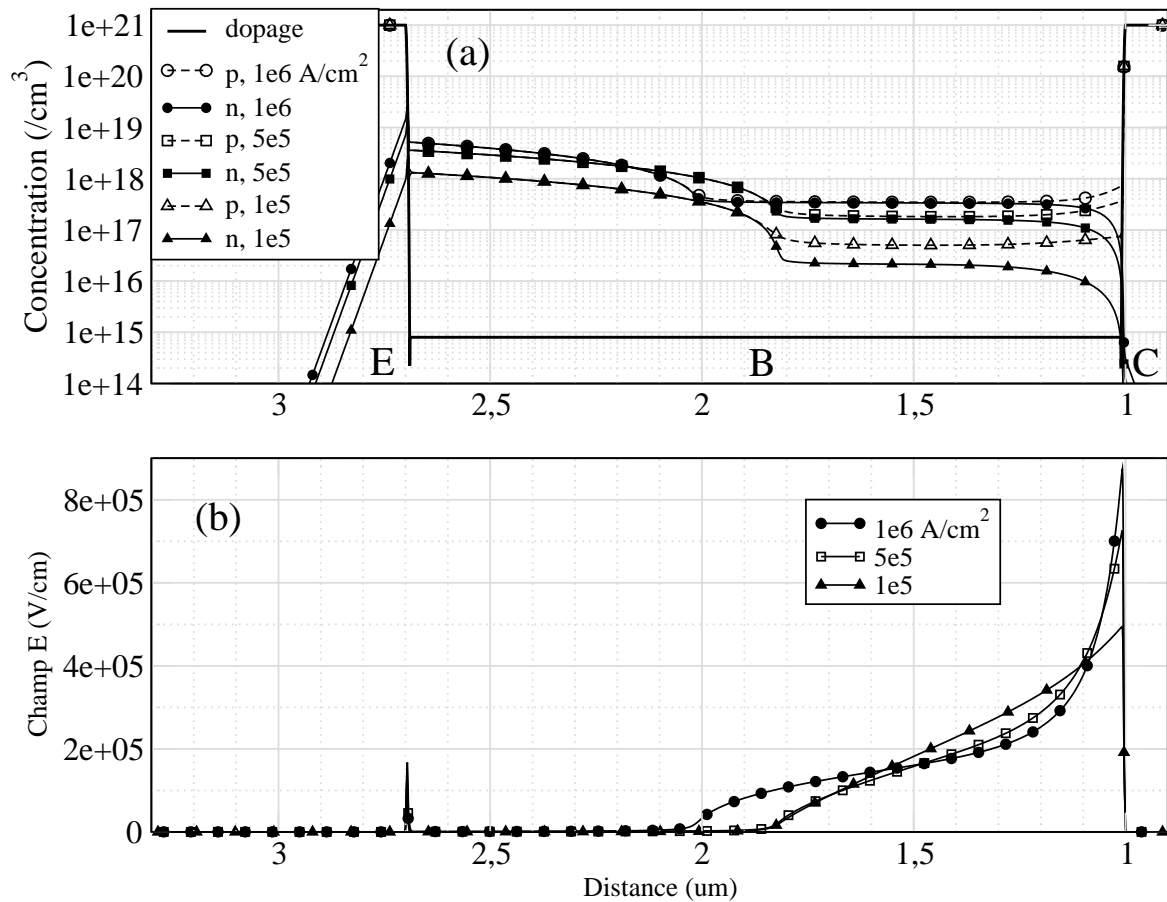 1e+21
1e+20
1e+19
1e+18
1e+17
1e+16
1e+15
1e+14
Concentration (/cm³)
dopage
p, 1e6 A/cm²
n, 1e6
p, 5e5
n, 5e5
p, 1e5
n, 1e5
(a)
E
B
C
3
2,5
2
1,5
1
8e+05
6e+05
4e+05
2e+05
0
Champ E (V/cm)
(b)
1e6 A/cm²
5e5
1e5
3
2,5
2
1,5
1
Distance (um)